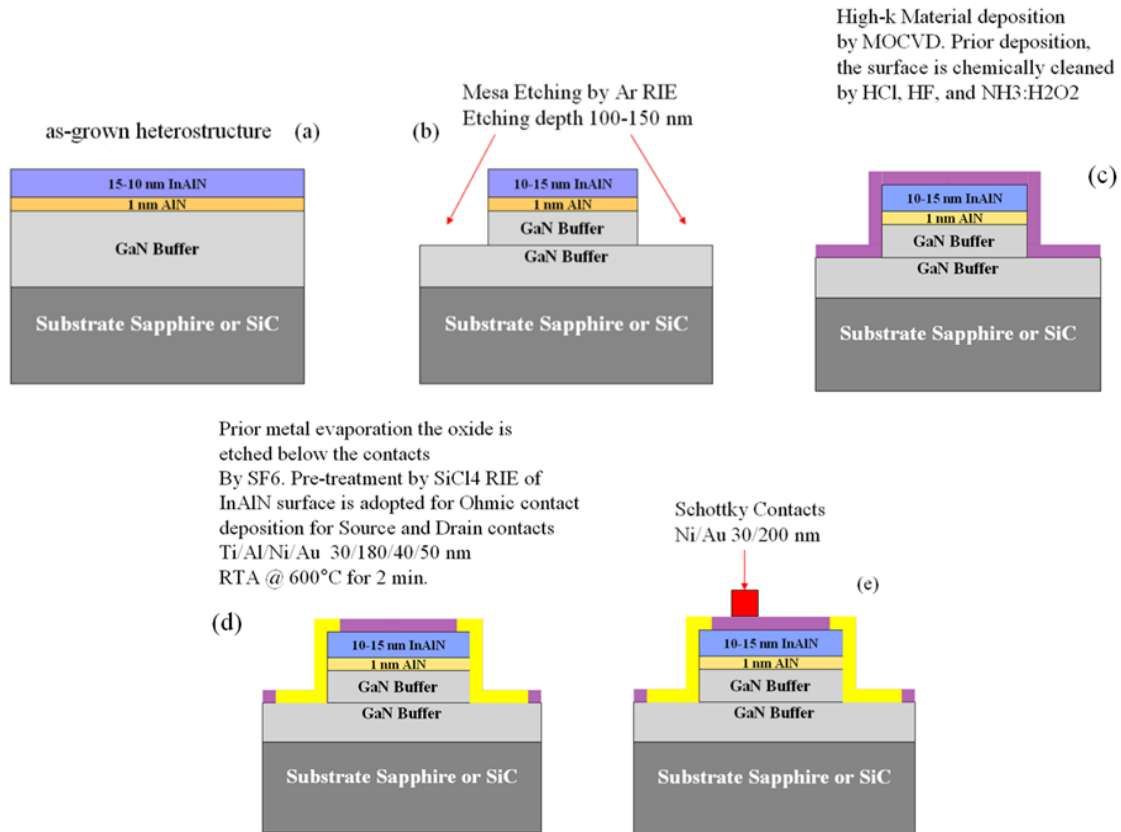 as-grown heterostructure (a)
15-10 nm InAlN
1 nm AlN
GaN Buffer
Substrate Sapphire or SiC
(b)
Mesa Etching by Ar RIE
Etching depth 100-150 nm
10-15 nm InAlN
1 nm AlN
GaN Buffer
GaN Buffer
Substrate Sapphire or SiC
High-k Material deposition
by MOCVD. Prior deposition,
the surface is chemically cleaned
by HCl, HF, and NH3:H2O2
(c)
10-15 nm InAlN
1 nm AlN
GaN Buffer
GaN Buffer
Substrate Sapphire or SiC
Prior metal evaporation the oxide is
etched below the contacts
By SF6. Pre-treatment by SiCl4 RIE of
InAlN surface is adopted for Ohmic contact
deposition for Source and Drain contacts
Ti/Al/Ni/Au 30/180/40/50 nm
RTA @ 600°C for 2 min.
(d)
10-15 nm InAlN
1 nm AlN
GaN Buffer
GaN Buffer
Substrate Sapphire or SiC
Schottky Contacts
Ni/Au 30/200 nm
(e)
10-15 nm InAlN
1 nm AlN
GaN Buffer
GaN Buffer
Substrate Sapphire or SiC